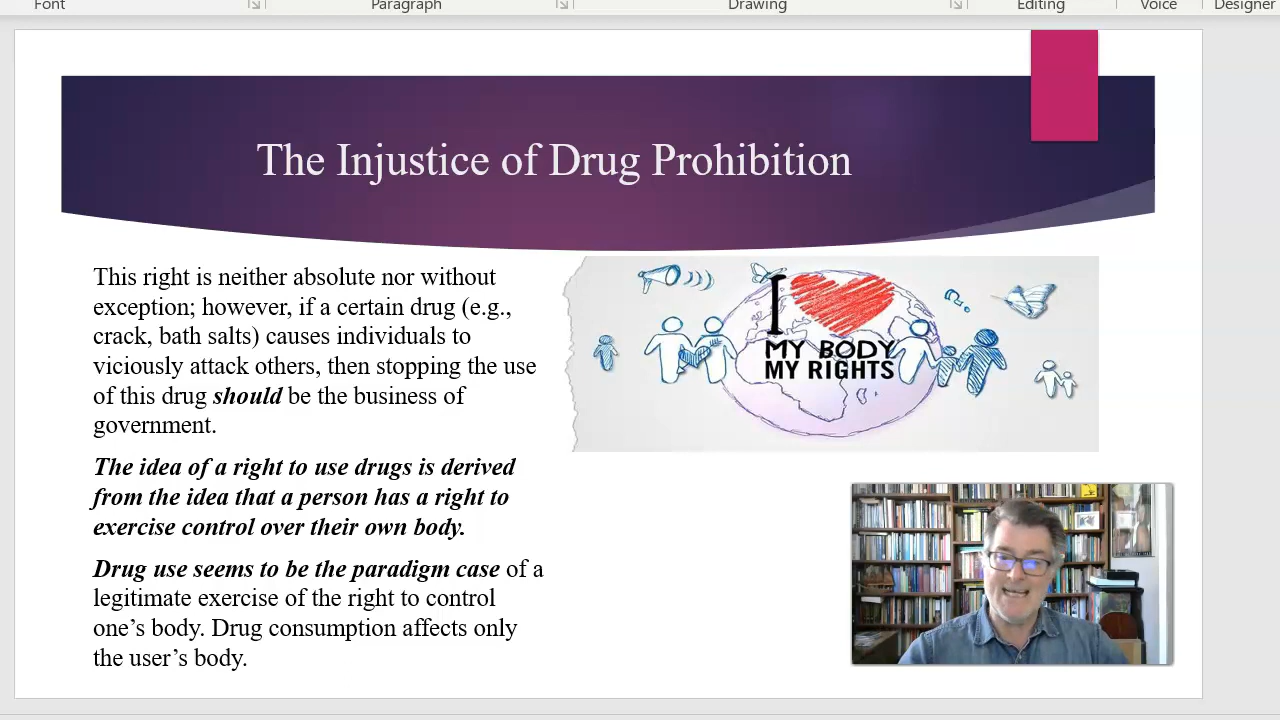 Font Paragraph Drawing Editing Voice Designer
The Injustice of Drug Prohibition
This right is neither absolute nor without
exception; however, if a certain drug (e.g.,
crack, bath salts) causes individuals to
viciously attack others, then stopping the use
of this drug should be the business of
government.
The idea of a right to use drugs is derived
from the idea that a person has a right to
exercise control over their own body.
Drug use seems to be the paradigm case of a
legitimate exercise of the right to control
one’s body. Drug consumption affects only
the user’s body.
I
MY BODY
MY RIGHTS